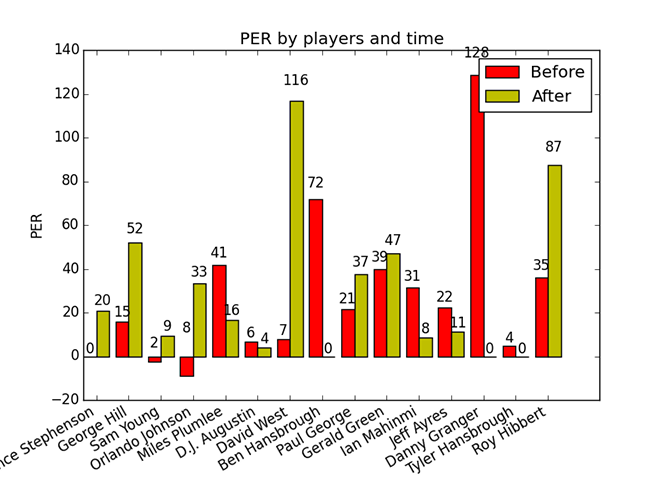 PER by players and time
Before
After
PER
140
120
100
80
60
40
20
0
−20
0
20
15
52
2
9
8
33
41
16
6
4
7
116
72
0
21
37
39
47
31
8
22
11
128
0
4
0
35
87
nce Stephenson
George Hill
Sam Young
Orlando Johnson
Miles Plumlee
D.J. Augustin
David West
Ben Hansbrough
Paul George
Gerald Green
Ian Mahinmi
Jeff Ayres
Danny Granger
Tyler Hansbrough
Roy Hibbert